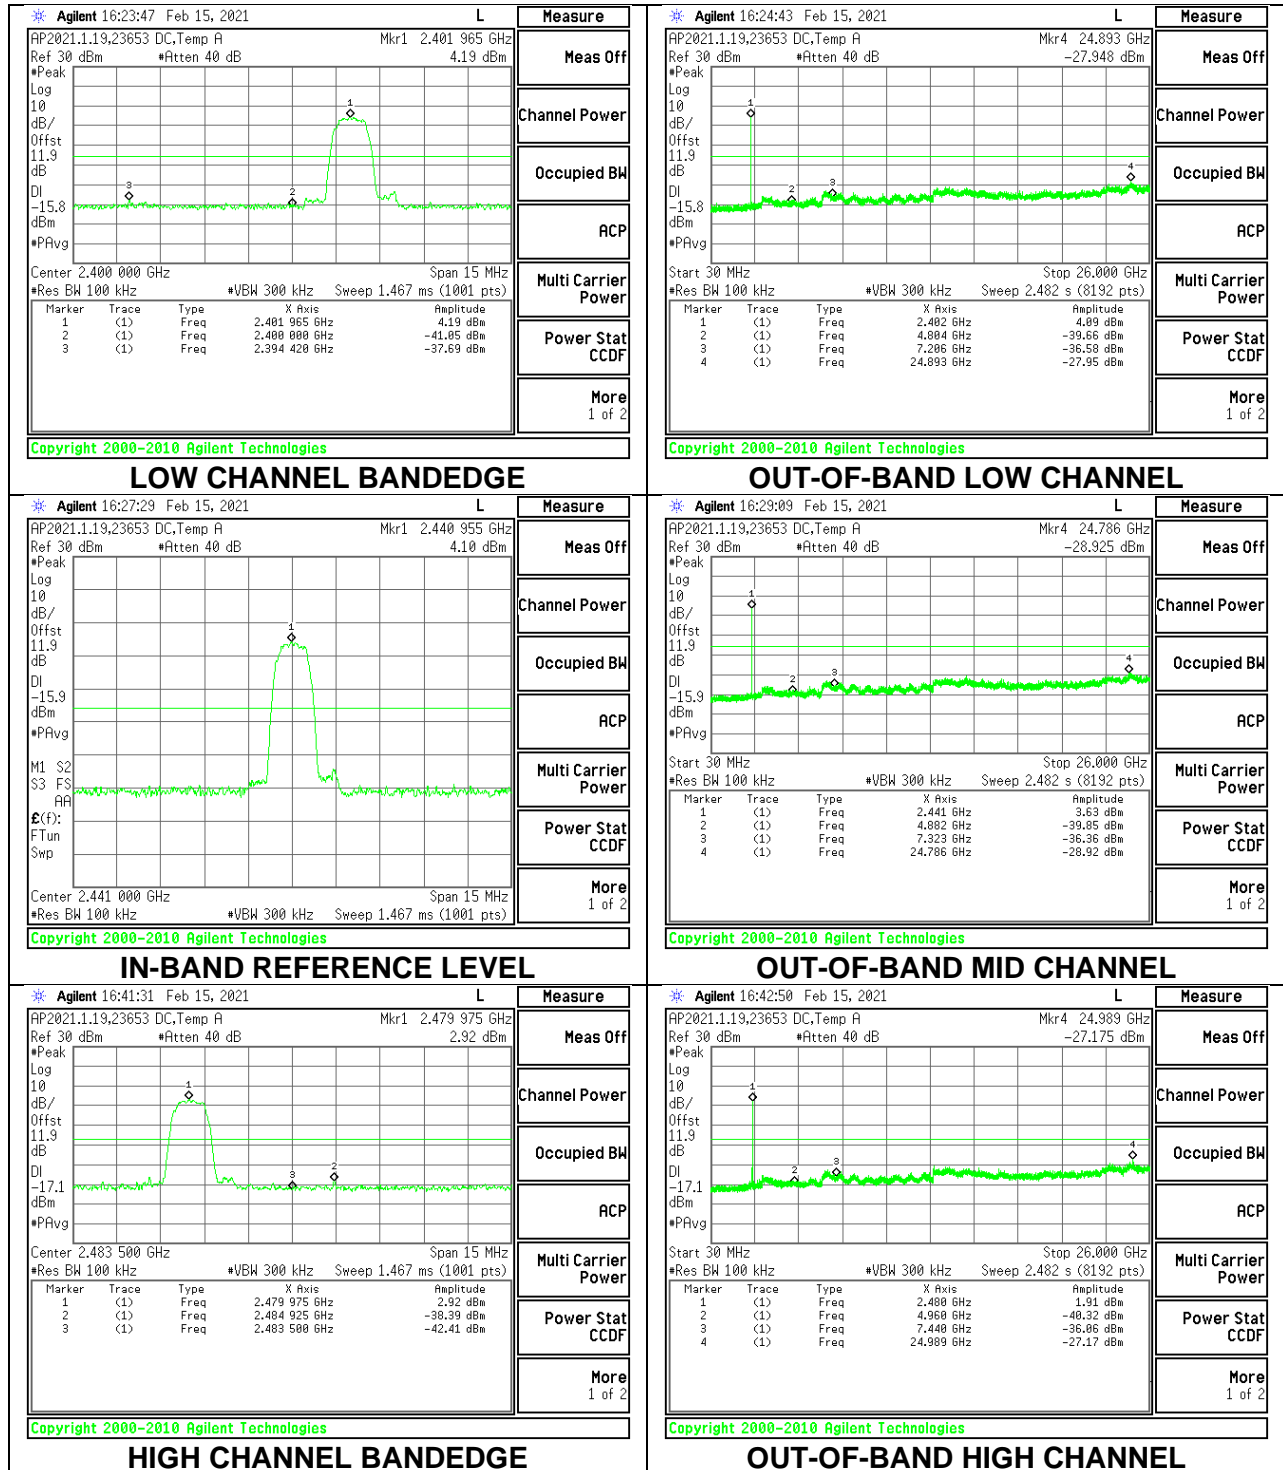 Agilent 16:23:47 Feb 15, 2021 L Measure
AP2021.1.19,23653 DC,Temp A Mkr1 2.401 965 GHz
Ref 30 dBm #Atten 40 dB 4.19 dBm
#Peak
Log
10
dB/
Offst
11.9
dB
DI
-15.8
dBm
#PAvg
1
2
3
Center 2.400 000 GHz Span 15 MHz
#Res BW 100 kHz #VBW 300 kHz Sweep 1.467 ms (1001 pts)
Marker Trace Type X Axis Amplitude
1 (1) Freq 2.401 965 GHz 4.19 dBm
2 (1) Freq 2.400 000 GHz -41.05 dBm
3 (1) Freq 2.394 420 GHz -37.69 dBm
Meas Off
Channel Power
Occupied BW
ACP
Multi Carrier
Power
Power Stat
CCDF
More
1 of 2
Copyright 2000-2010 Agilent Technologies
LOW CHANNEL BANDEDGE
Agilent 16:24:43 Feb 15, 2021 L Measure
AP2021.1.19,23653 DC,Temp A Mkr4 24.893 GHz
Ref 30 dBm #Atten 40 dB -27.948 dBm
#Peak
Log
10
dB/
Offst
11.9
dB
DI
-15.8
dBm
#PAvg
1
2
3
4
Start 30 MHz Stop 26.000 GHz
#Res BW 100 kHz #VBW 300 kHz Sweep 2.482 s (8192 pts)
Marker Trace Type X Axis Amplitude
1 (1) Freq 2.402 GHz 4.09 dBm
2 (1) Freq 4.804 GHz -39.66 dBm
3 (1) Freq 7.206 GHz -36.58 dBm
4 (1) Freq 24.893 GHz -27.95 dBm
Meas Off
Channel Power
Occupied BW
ACP
Multi Carrier
Power
Power Stat
CCDF
More
1 of 2
Copyright 2000-2010 Agilent Technologies
OUT-OF-BAND LOW CHANNEL
Agilent 16:27:29 Feb 15, 2021 L Measure
AP2021.1.19,23653 DC,Temp A Mkr1 2.440 955 GHz
Ref 30 dBm #Atten 40 dB 4.10 dBm
#Peak
Log
10
dB/
Offst
11.9
dB
DI
-15.9
dBm
#PAvg
M1 S2
S3 FS
AA
£(f):
FTun
Swp
1
Center 2.441 000 GHz Span 15 MHz
#Res BW 100 kHz #VBW 300 kHz Sweep 1.467 ms (1001 pts)
Meas Off
Channel Power
Occupied BW
ACP
Multi Carrier
Power
Power Stat
CCDF
More
1 of 2
Copyright 2000-2010 Agilent Technologies
IN-BAND REFERENCE LEVEL
Agilent 16:29:09 Feb 15, 2021 L Measure
AP2021.1.19,23653 DC,Temp A Mkr4 24.786 GHz
Ref 30 dBm #Atten 40 dB -28.925 dBm
#Peak
Log
10
dB/
Offst
11.9
dB
DI
-15.9
dBm
#PAvg
1
2
3
4
Start 30 MHz Stop 26.000 GHz
#Res BW 100 kHz #VBW 300 kHz Sweep 2.482 s (8192 pts)
Marker Trace Type X Axis Amplitude
1 (1) Freq 2.441 GHz 3.63 dBm
2 (1) Freq 4.882 GHz -39.85 dBm
3 (1) Freq 7.323 GHz -36.36 dBm
4 (1) Freq 24.786 GHz -28.92 dBm
Meas Off
Channel Power
Occupied BW
ACP
Multi Carrier
Power
Power Stat
CCDF
More
1 of 2
Copyright 2000-2010 Agilent Technologies
OUT-OF-BAND MID CHANNEL
Agilent 16:41:31 Feb 15, 2021 L Measure
AP2021.1.19,23653 DC,Temp A Mkr1 2.479 975 GHz
Ref 30 dBm #Atten 40 dB 2.92 dBm
#Peak
Log
10
dB/
Offst
11.9
dB
DI
-17.1
dBm
#PAvg
1
2
3
Center 2.483 500 GHz Span 15 MHz
#Res BW 100 kHz #VBW 300 kHz Sweep 1.467 ms (1001 pts)
Marker Trace Type X Axis Amplitude
1 (1) Freq 2.479 975 GHz 2.92 dBm
2 (1) Freq 2.484 925 GHz -38.39 dBm
3 (1) Freq 2.483 500 GHz -42.41 dBm
Meas Off
Channel Power
Occupied BW
ACP
Multi Carrier
Power
Power Stat
CCDF
More
1 of 2
Copyright 2000-2010 Agilent Technologies
HIGH CHANNEL BANDEDGE
Agilent 16:42:50 Feb 15, 2021 L Measure
AP2021.1.19,23653 DC,Temp A Mkr4 24.989 GHz
Ref 30 dBm #Atten 40 dB -27.175 dBm
#Peak
Log
10
dB/
Offst
11.9
dB
DI
-17.1
dBm
#PAvg
1
2
3
4
Start 30 MHz Stop 26.000 GHz
#Res BW 100 kHz #VBW 300 kHz Sweep 2.482 s (8192 pts)
Marker Trace Type X Axis Amplitude
1 (1) Freq 2.480 GHz 1.91 dBm
2 (1) Freq 4.960 GHz -40.32 dBm
3 (1) Freq 7.440 GHz -36.06 dBm
4 (1) Freq 24.989 GHz -27.17 dBm
Meas Off
Channel Power
Occupied BW
ACP
Multi Carrier
Power
Power Stat
CCDF
More
1 of 2
Copyright 2000-2010 Agilent Technologies
OUT-OF-BAND HIGH CHANNEL